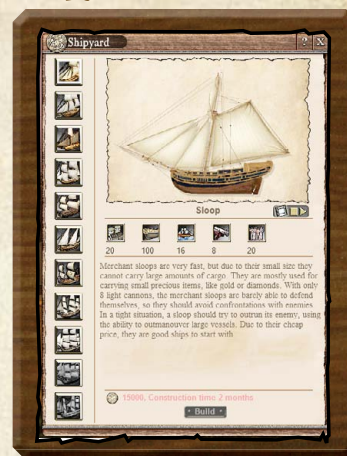 Shipyard
? X
Sloop
20 100 16 8 20
Merchant sloops are very fast, but due to their small size they
cannot carry large amounts of cargo. They are mostly used for
carrying small precious items, like gold or diamonds. With only
8 light cannons, the merchant sloops are barely able to defend
themselves, so they should avoid confrontations with enemies.
In a tight situation, a sloop should try to outrun its enemy, using
the ability to outmanouver large vessels. Due to their cheap
price, they are good ships to start with
15000, Construction time 2 months
Build